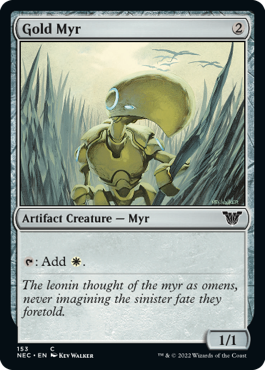 Gold Myr 2
Artifact Creature — Myr
: Add .
The leonin thought of the myr as omens,
never imagining the sinister fate they
foretold.
1/1
153 C
NEC • EN Kev Walker ™ & © 2022 Wizards of the Coast